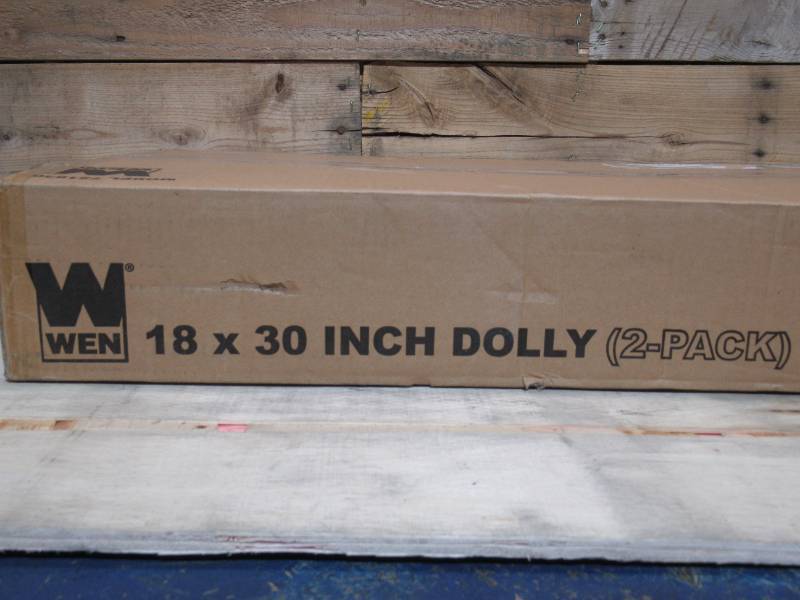 W®
WEN
18 x 30 INCH DOLLY (2-PACK)